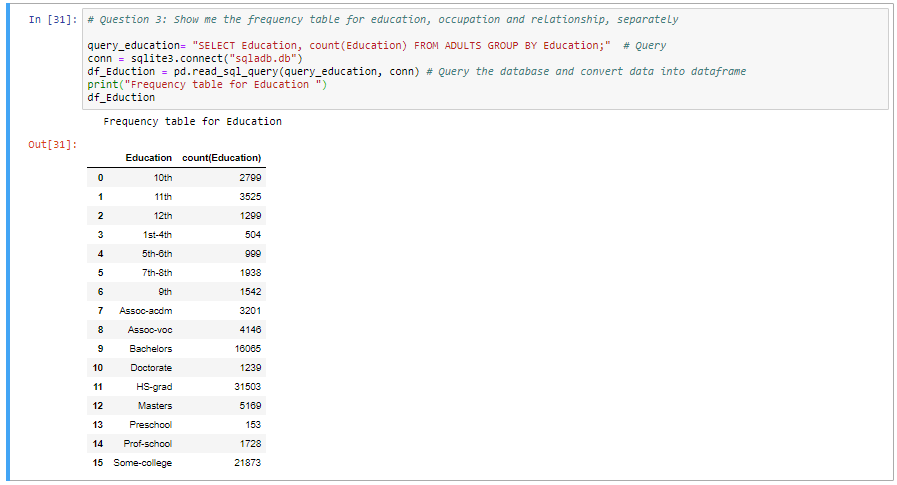 In [31]: # Question 3: Show me the frequency table for education, occupation and relationship, separately
query_education= "SELECT Education, count(Education) FROM ADULTS GROUP BY Education;"  # Query
conn = sqlite3.connect("sqladb.db")
df_Eduction = pd.read_sql_query(query_education, conn) # Query the database and convert data into dataframe
print("Frequency table for Education ")
df_Eduction
Frequency table for Education
Out[31]:
Education count(Education)
0 10th 2799
1 11th 3525
2 12th 1299
3 1st-4th 504
4 5th-6th 999
5 7th-8th 1938
6 9th 1542
7 Assoc-acdm 3201
8 Assoc-voc 4146
9 Bachelors 16065
10 Doctorate 1239
11 HS-grad 31503
12 Masters 5169
13 Preschool 153
14 Prof-school 1728
15 Some-college 21873